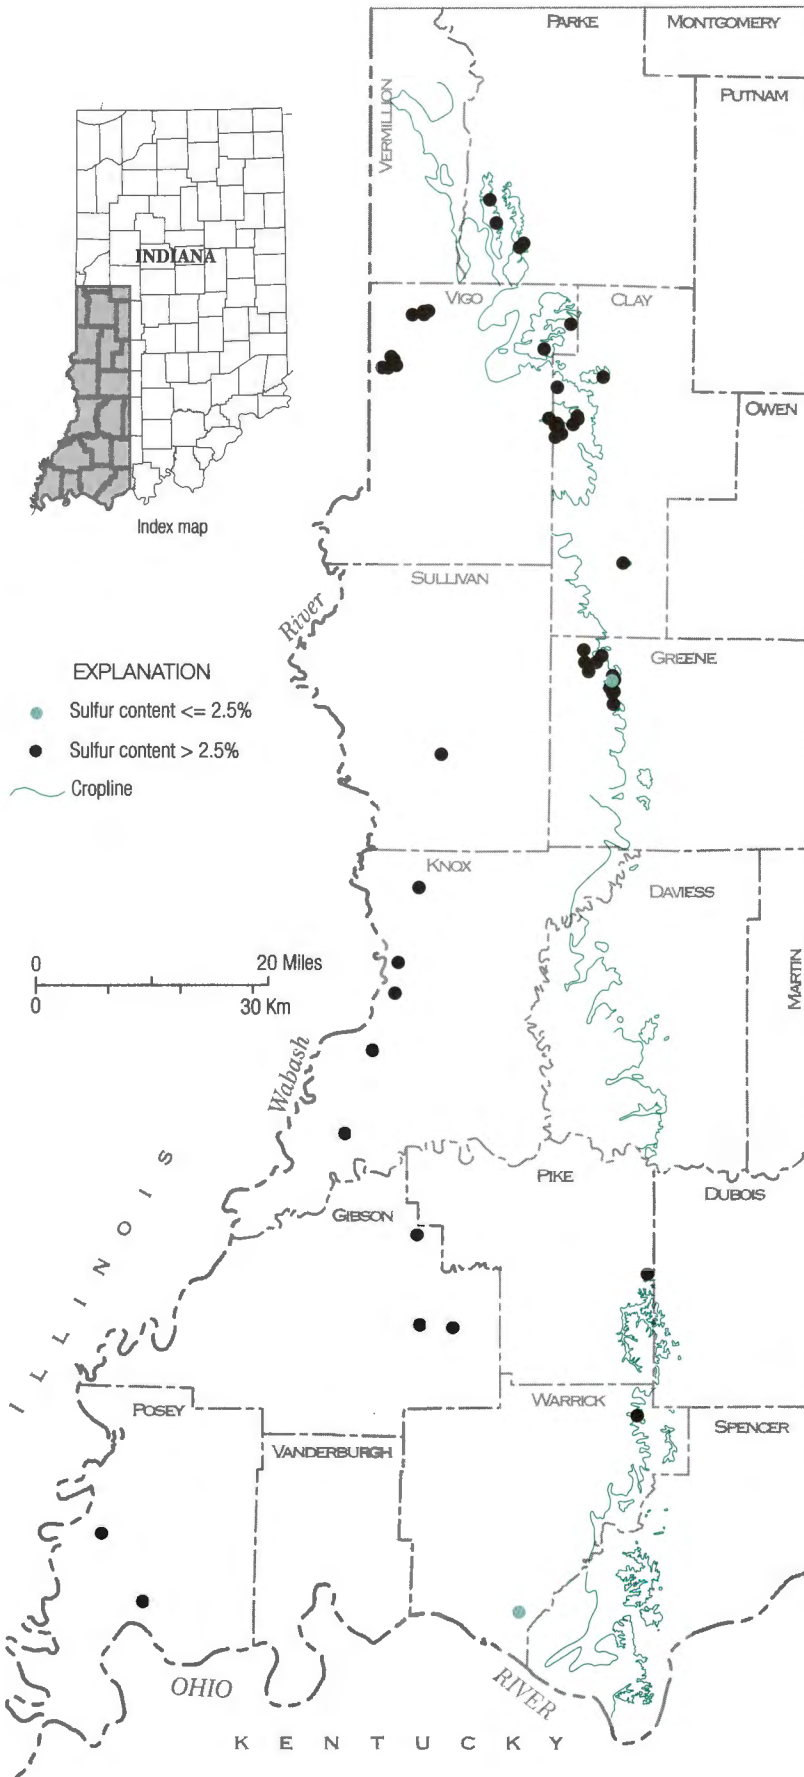 PARKE
MONTGOMERY
PUTNAM
VERMILLION
INDIANA
VIGO
CLAY
OWEN
Index map
SULLIVAN
River
GREENE
EXPLANATION
Sulfur content <= 2.5%
Sulfur content > 2.5%
Cropline
KNOX
DAVIESS
MARTIN
0 20 Miles
0 30 Km
Wabash
ILLINOIS
PIKE
DUBOIS
GIBSON
WARRICK
POSEY
SPENCER
VANDERBURGH
OHIO
RIVER
KENTUCKY